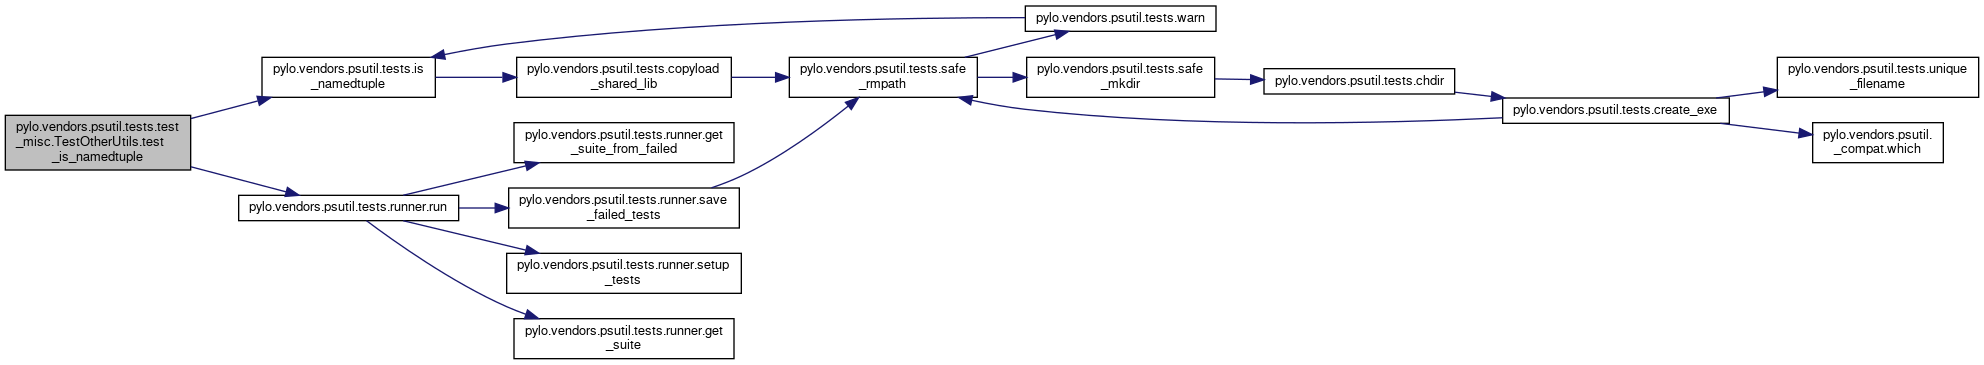 pylo.vendors.psutil.tests.test
_misc.TestOtherUtils.test
_is_namedtuple
pylo.vendors.psutil.tests.is
_namedtuple
pylo.vendors.psutil.tests.runner.run
pylo.vendors.psutil.tests.copyload
_shared_lib
pylo.vendors.psutil.tests.runner.get
_suite_from_failed
pylo.vendors.psutil.tests.runner.save
_failed_tests
pylo.vendors.psutil.tests.runner.setup
_tests
pylo.vendors.psutil.tests.runner.get
_suite
pylo.vendors.psutil.tests.safe
_rmpath
pylo.vendors.psutil.tests.warn
pylo.vendors.psutil.tests.safe
_mkdir
pylo.vendors.psutil.tests.chdir
pylo.vendors.psutil.tests.create_exe
pylo.vendors.psutil.tests.unique
_filename
pylo.vendors.psutil.
_compat.which